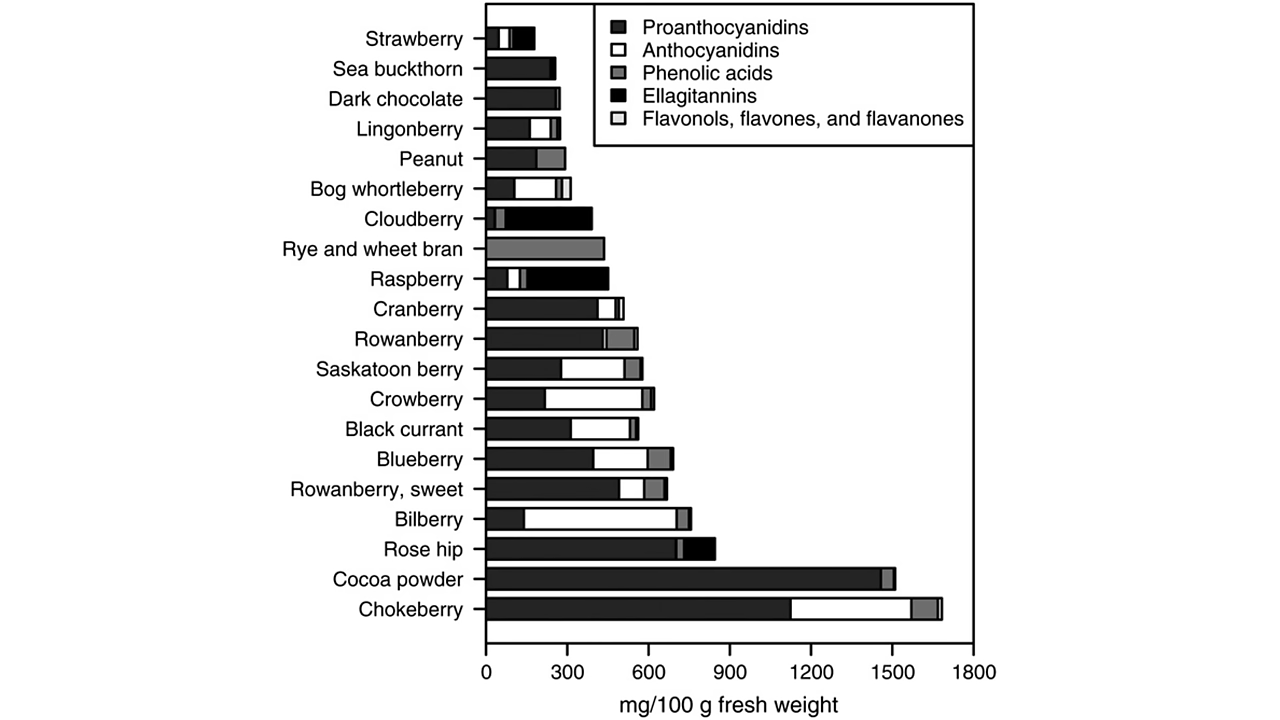 Proanthocyanidins
Anthocyanidins
Phenolic acids
Ellagitannins
Flavonols, flavones, and flavanones
Strawberry
Sea buckthorn
Dark chocolate
Lingonberry
Peanut
Bog whortleberry
Cloudberry
Rye and wheet bran
Raspberry
Cranberry
Rowanberry
Saskatoon berry
Crowberry
Black currant
Blueberry
Rowanberry, sweet
Bilberry
Rose hip
Cocoa powder
Chokeberry
0 300 600 900 1200 1500 1800
mg/100 g fresh weight